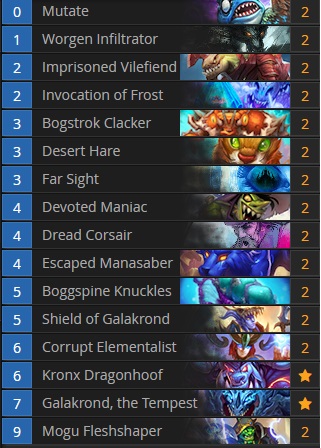 0 Mutate 2
1 Worgen Infiltrator 2
2 Imprisoned Vilefiend 2
2 Invocation of Frost 2
3 Bogstrok Clacker 2
3 Desert Hare 2
3 Far Sight 2
4 Devoted Maniac 2
4 Dread Corsair 2
4 Escaped Manasaber 2
5 Boggspine Knuckles 2
5 Shield of Galakrond 2
6 Corrupt Elementalist 2
6 Kronx Dragonhoof
7 Galakrond, the Tempest
9 Mogu Fleshshaper 2